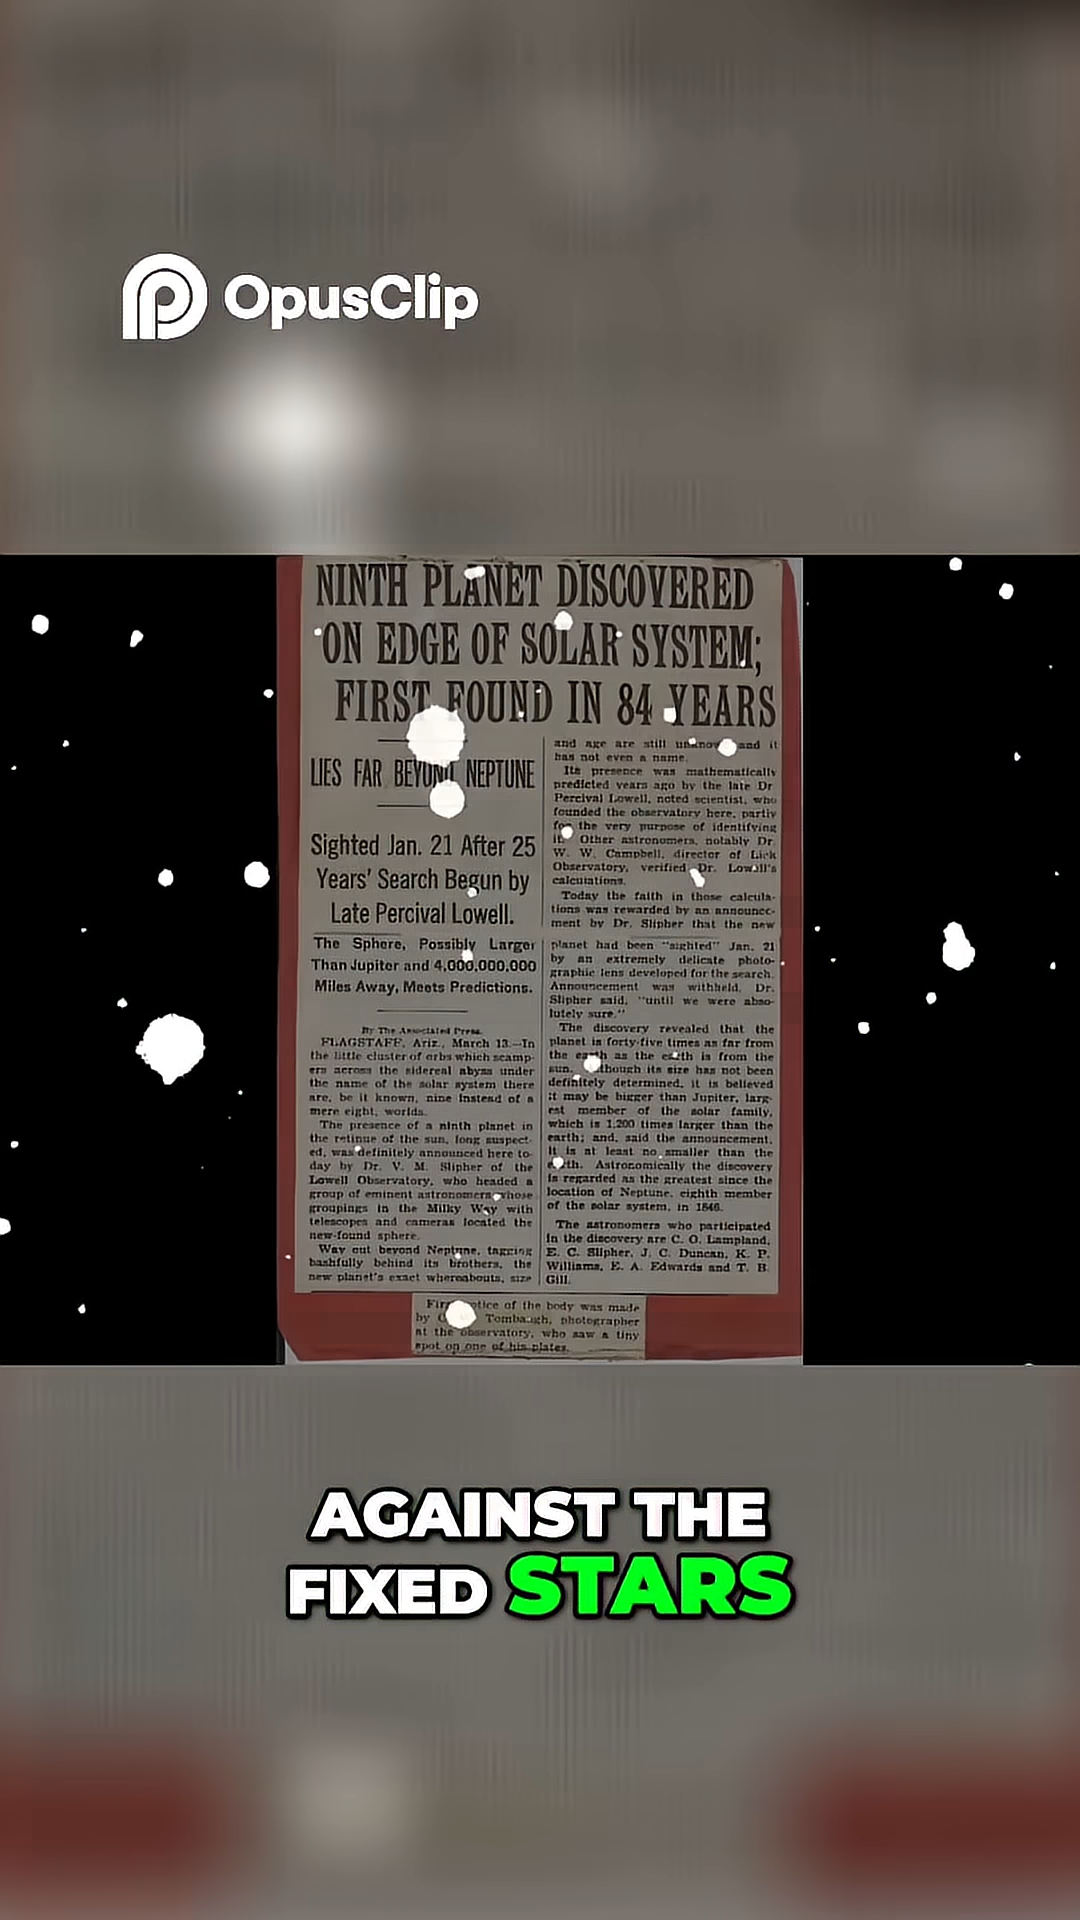 OpusClip
NINTH PLANET DISCOVERED
ON EDGE OF SOLAR SYSTEM;
FIRST FOUND IN 84 YEARS
LIES FAR BEYOND NEPTUNE
Sighted Jan. 21 After 25
Years' Search Begun by
Late Percival Lowell.
The Sphere, Possibly Larger
Than Jupiter and 4,000,000,000
Miles Away, Meets Predictions.
By The Associated Press.
FLAGSTAFF, Ariz., March 13.—In
the little cluster of orbs which scamp-
ers across the sidereal abyss under
the name of the solar system there
are, be it known, nine instead of a
mere eight, worlds.
The presence of a ninth planet in
the retinue of the sun, long suspect-
ed, was definitely announced here to-
day by Dr. V. M. Slipher of the
Lowell Observatory, who headed a
group of eminent astronomers whose
groupings in the Milky Way with
telescopes and cameras located the
new-found sphere.
Way out beyond Neptune, tagging
bashfully behind its brothers, the
new planet's exact whereabouts, size
and age are still unknown and it
has not even a name.
Its presence was mathematically
predicted years ago by the late Dr
Percival Lowell, noted scientist, who
founded the observatory here, partly
for the very purpose of identifying
it. Other astronomers, notably Dr.
W. W. Campbell, director of Lick
Observatory, verified Dr. Lowell's
calculations.
Today the faith in those calcula-
tions was rewarded by an announce-
ment by Dr. Slipher that the new
planet had been "sighted" Jan. 21
by an extremely delicate photo-
graphic lens developed for the search.
Announcement was withheld, Dr.
Slipher said, "until we were abso-
lutely sure."
The discovery revealed that the
planet is forty-five times as far from
the earth as the earth is from the
sun. Although its size has not been
definitely determined, it is believed
it may be bigger than Jupiter, larg-
est member of the solar family,
which is 1,200 times larger than the
earth; and, said the announcement,
it is at least no smaller than the
earth. Astronomically the discovery
is regarded as the greatest since the
location of Neptune, eighth member
of the solar system, in 1846.
The astronomers who participated
in the discovery are C. O. Lampland,
E. C. Slipher, J. C. Duncan, K. P.
Williams, E. A. Edwards and T. B.
Gill.
First notice of the body was made
by Tombaugh, photographer
at the observatory, who saw a tiny
spot on one of his plates.
AGAINST THE
FIXED STARS